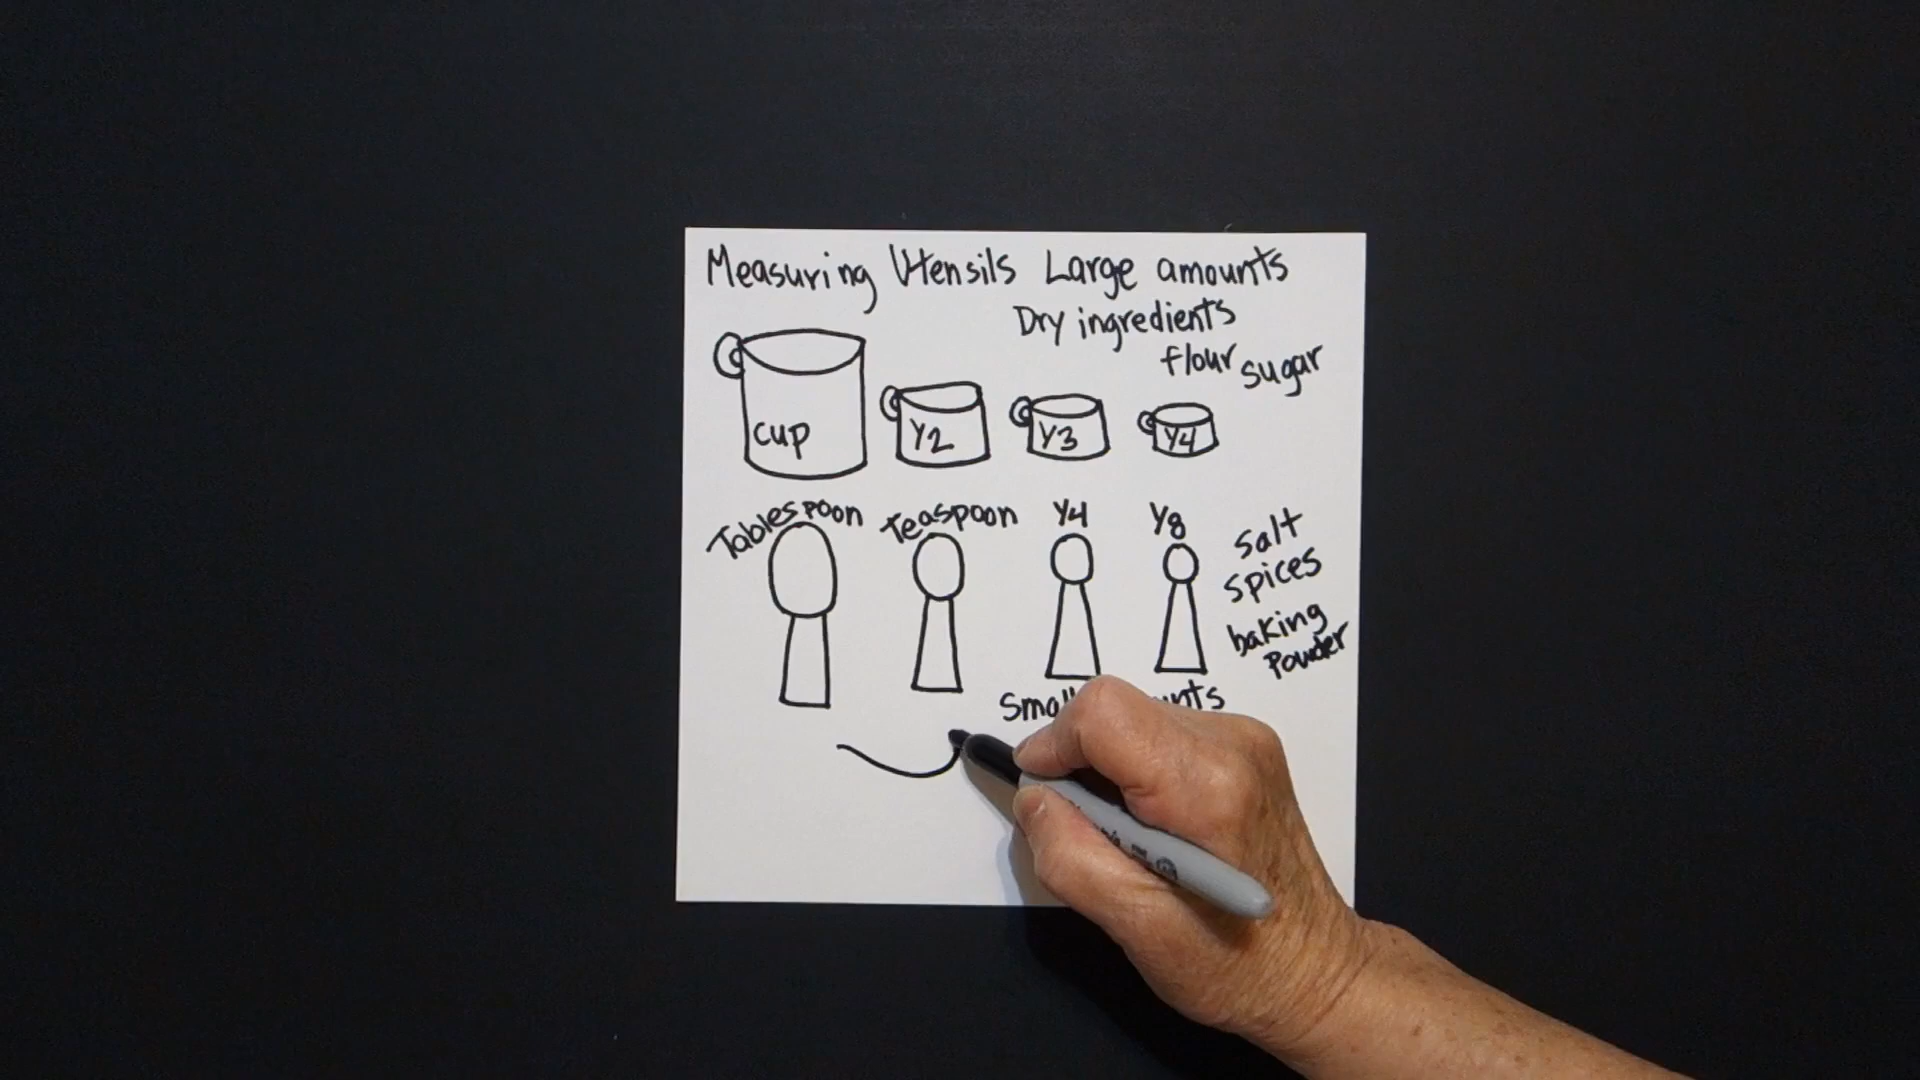 Measuring Utensils Large amounts
Dry ingredients
flour sugar
cup
1/2
1/3
1/4
Tablespoon
Teaspoon
1/4
1/8
salt
spices
baking
powder